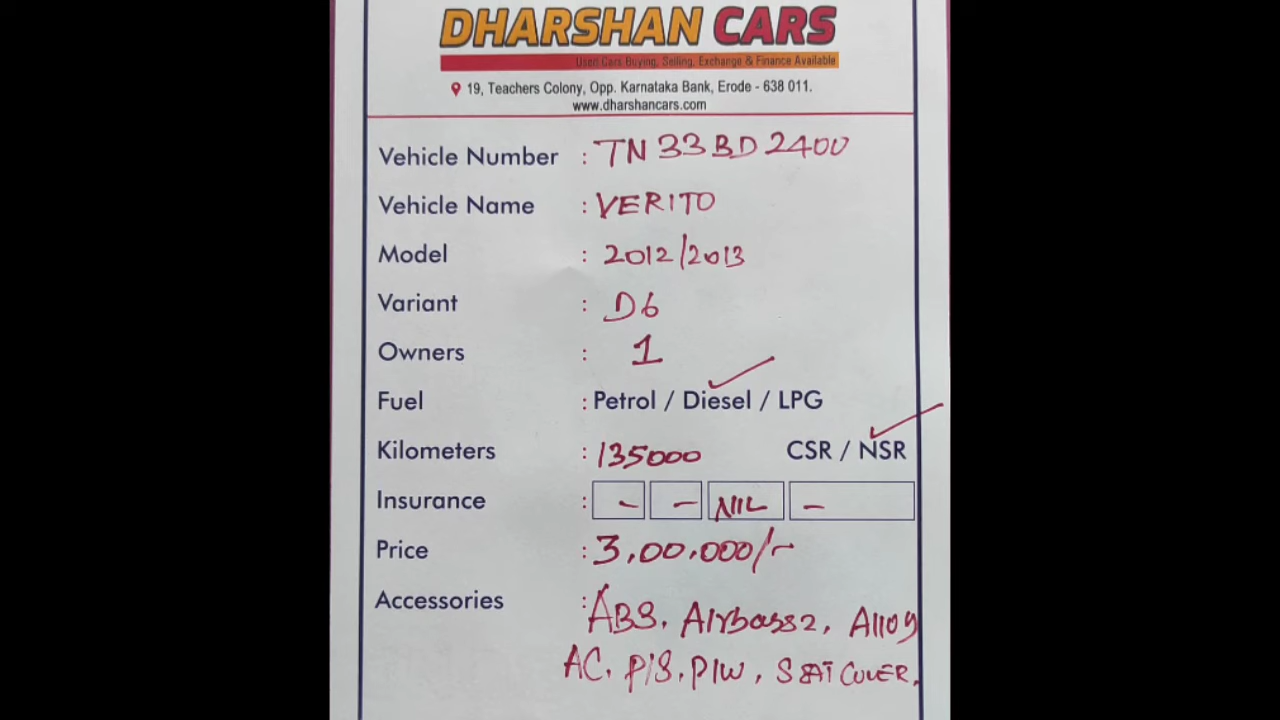 DHARSHAN CARS
Used Cars Buying, Selling, Exchange & Finance Available
19, Teachers Colony, Opp. Karnataka Bank, Erode - 638 011.
www.dharshancars.com
Vehicle Number : TN 33 BD 2400
Vehicle Name : VERITO
Model : 2012/2013
Variant : D6
Owners : 1
Fuel : Petrol / Diesel / LPG
Kilometers : 135000 CSR / NSR
Insurance : - - NIL -
Price : 3,00,000/-
Accessories : ABS, Airbags 2, Alloy
AC, P/S, P/W, SEAT COVER.